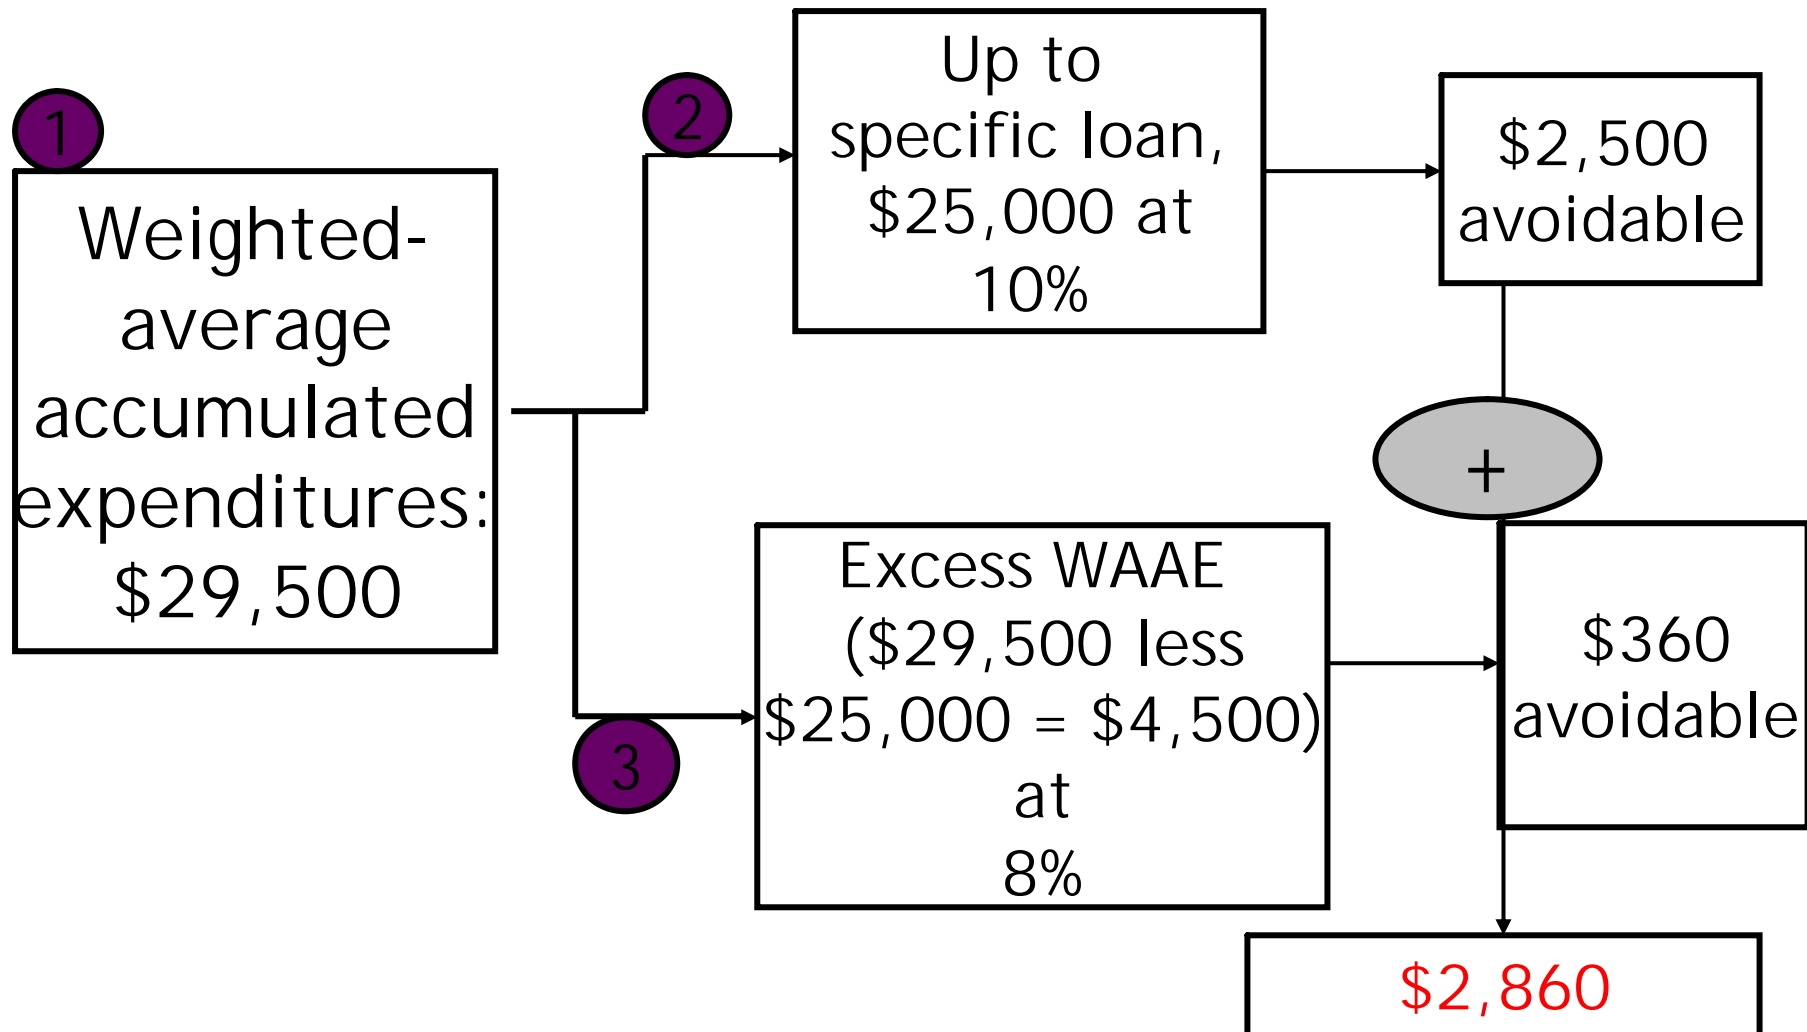 1
Weighted-
average
accumulated
expenditures:
$29,500
2
Up to
specific loan,
$25,000 at
10%
$2,500
avoidable
+
3
Excess WAAE
($29,500 less
$25,000 = $4,500)
at
8%
$360
avoidable
$2,860